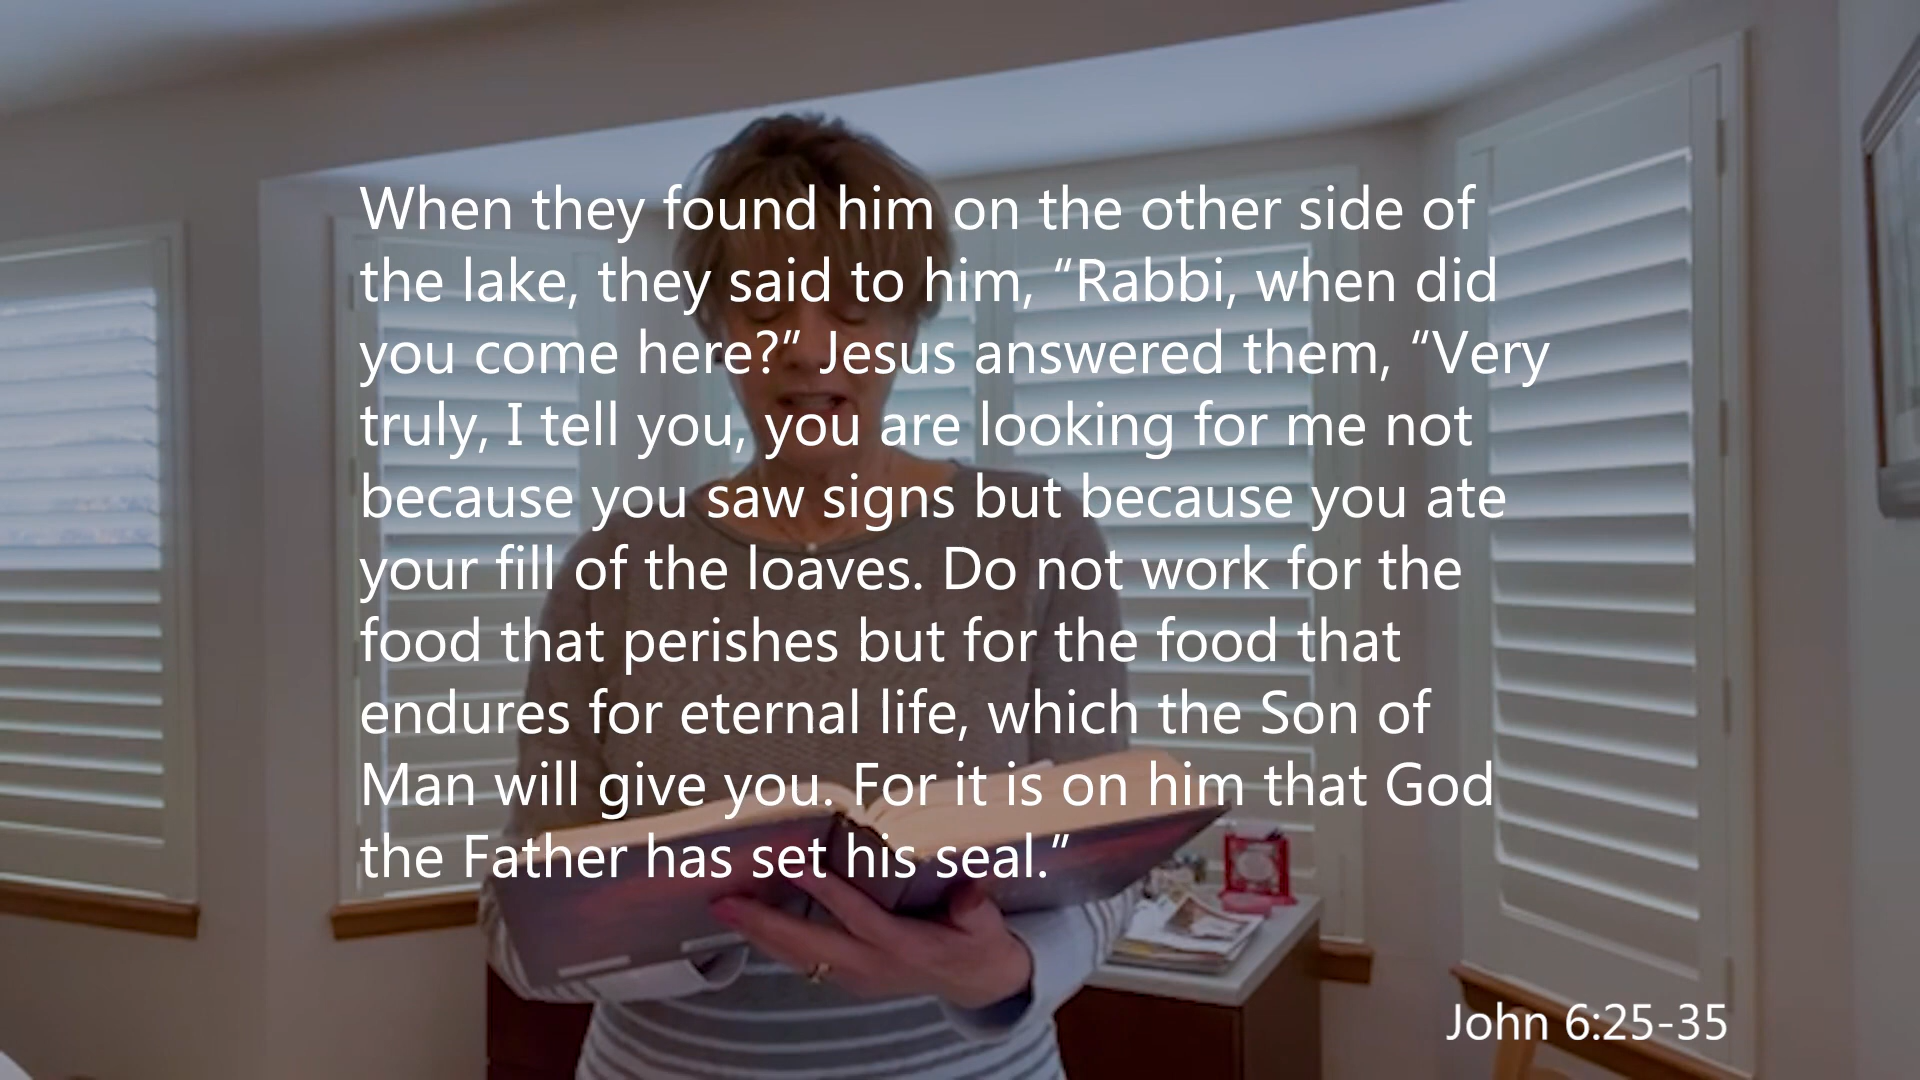 When they found him on the other side of
the lake, they said to him, “Rabbi, when did
you come here?” Jesus answered them, “Very
truly, I tell you, you are looking for me not
because you saw signs but because you ate
your fill of the loaves. Do not work for the
food that perishes but for the food that
endures for eternal life, which the Son of
Man will give you. For it is on him that God
the Father has set his seal.”
John 6:25-35